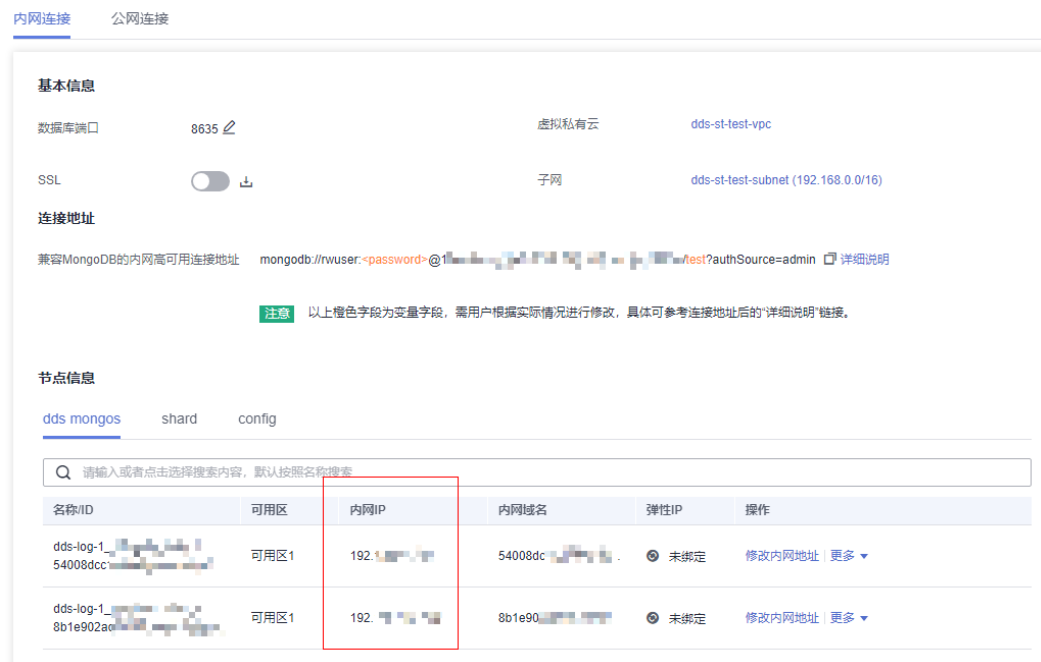 内网连接 公网连接
基本信息
数据库端口 8635 虚拟私有云 dds-st-test-vpc
SSL 子网 dds-st-test-subnet (192.168.0.0/16)
连接地址
兼容MongoDB的内网高可用连接地址 mongodb://rwuser:<password>@1 /test?authSource=admin 详细说明
注意 以上橙色字段为变量字段，需用户根据实际情况进行修改，具体可参考连接地址后的“详细说明”链接。
节点信息
dds mongos shard config
请输入或者点击选择搜索内容，默认按照名称搜索
名称/ID 可用区 内网IP 内网域名 弹性IP 操作
dds-log-1_
54008dcc
可用区1 192. 54008dc 未绑定 修改内网地址 更多
dds-log-1_
8b1e902a
可用区1 192. 8b1e90 未绑定 修改内网地址 更多